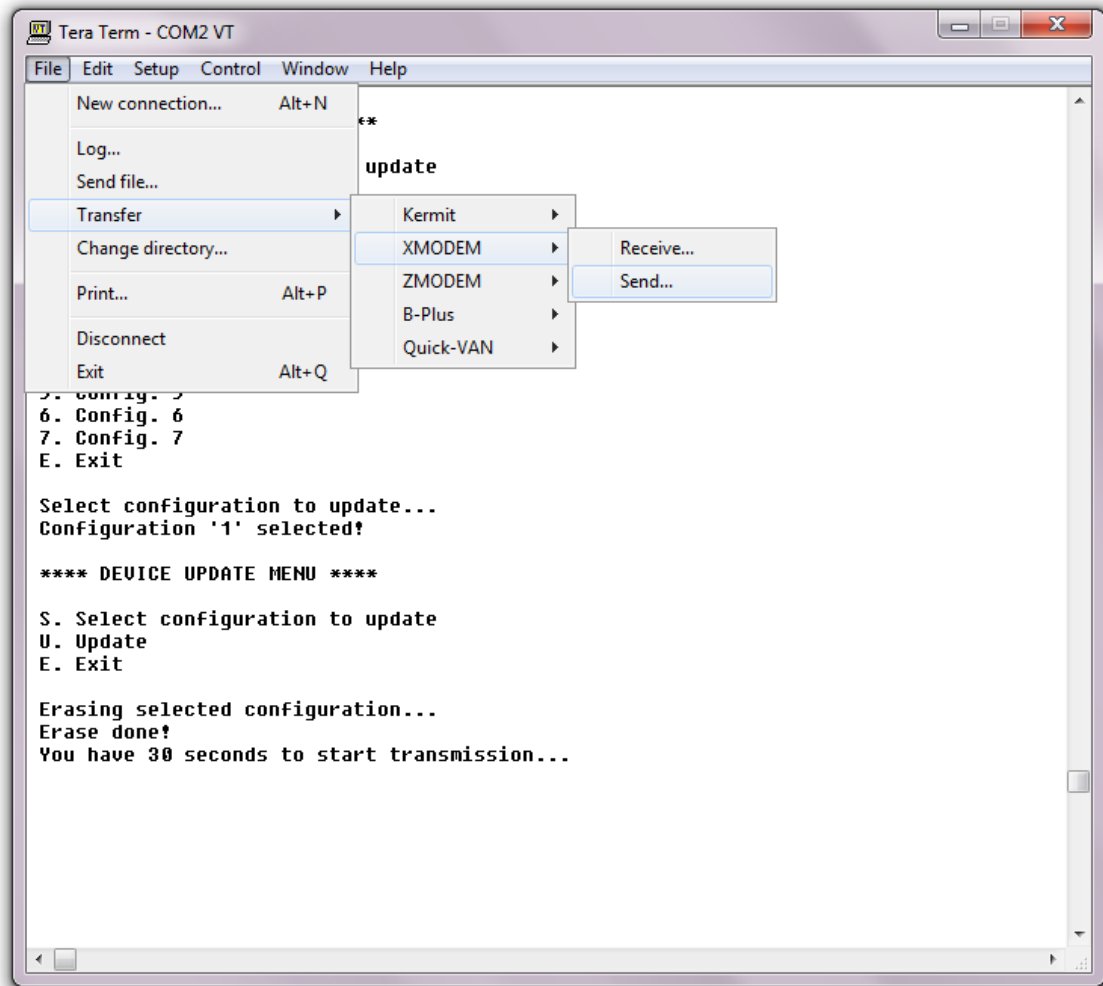 Tera Term - COM2 VT
File Edit Setup Control Window Help
New connection... Alt+N
Log...
Send file...
Transfer
Change directory...
Print... Alt+P
Disconnect
Exit Alt+Q
Kermit
XMODEM
ZMODEM
B-Plus
Quick-VAN
Receive...
Send...
**
update
5. Config. 5
6. Config. 6
7. Config. 7
E. Exit
Select configuration to update...
Configuration '1' selected!
**** DEVICE UPDATE MENU ****
S. Select configuration to update
U. Update
E. Exit
Erasing selected configuration...
Erase done!
You have 30 seconds to start transmission...